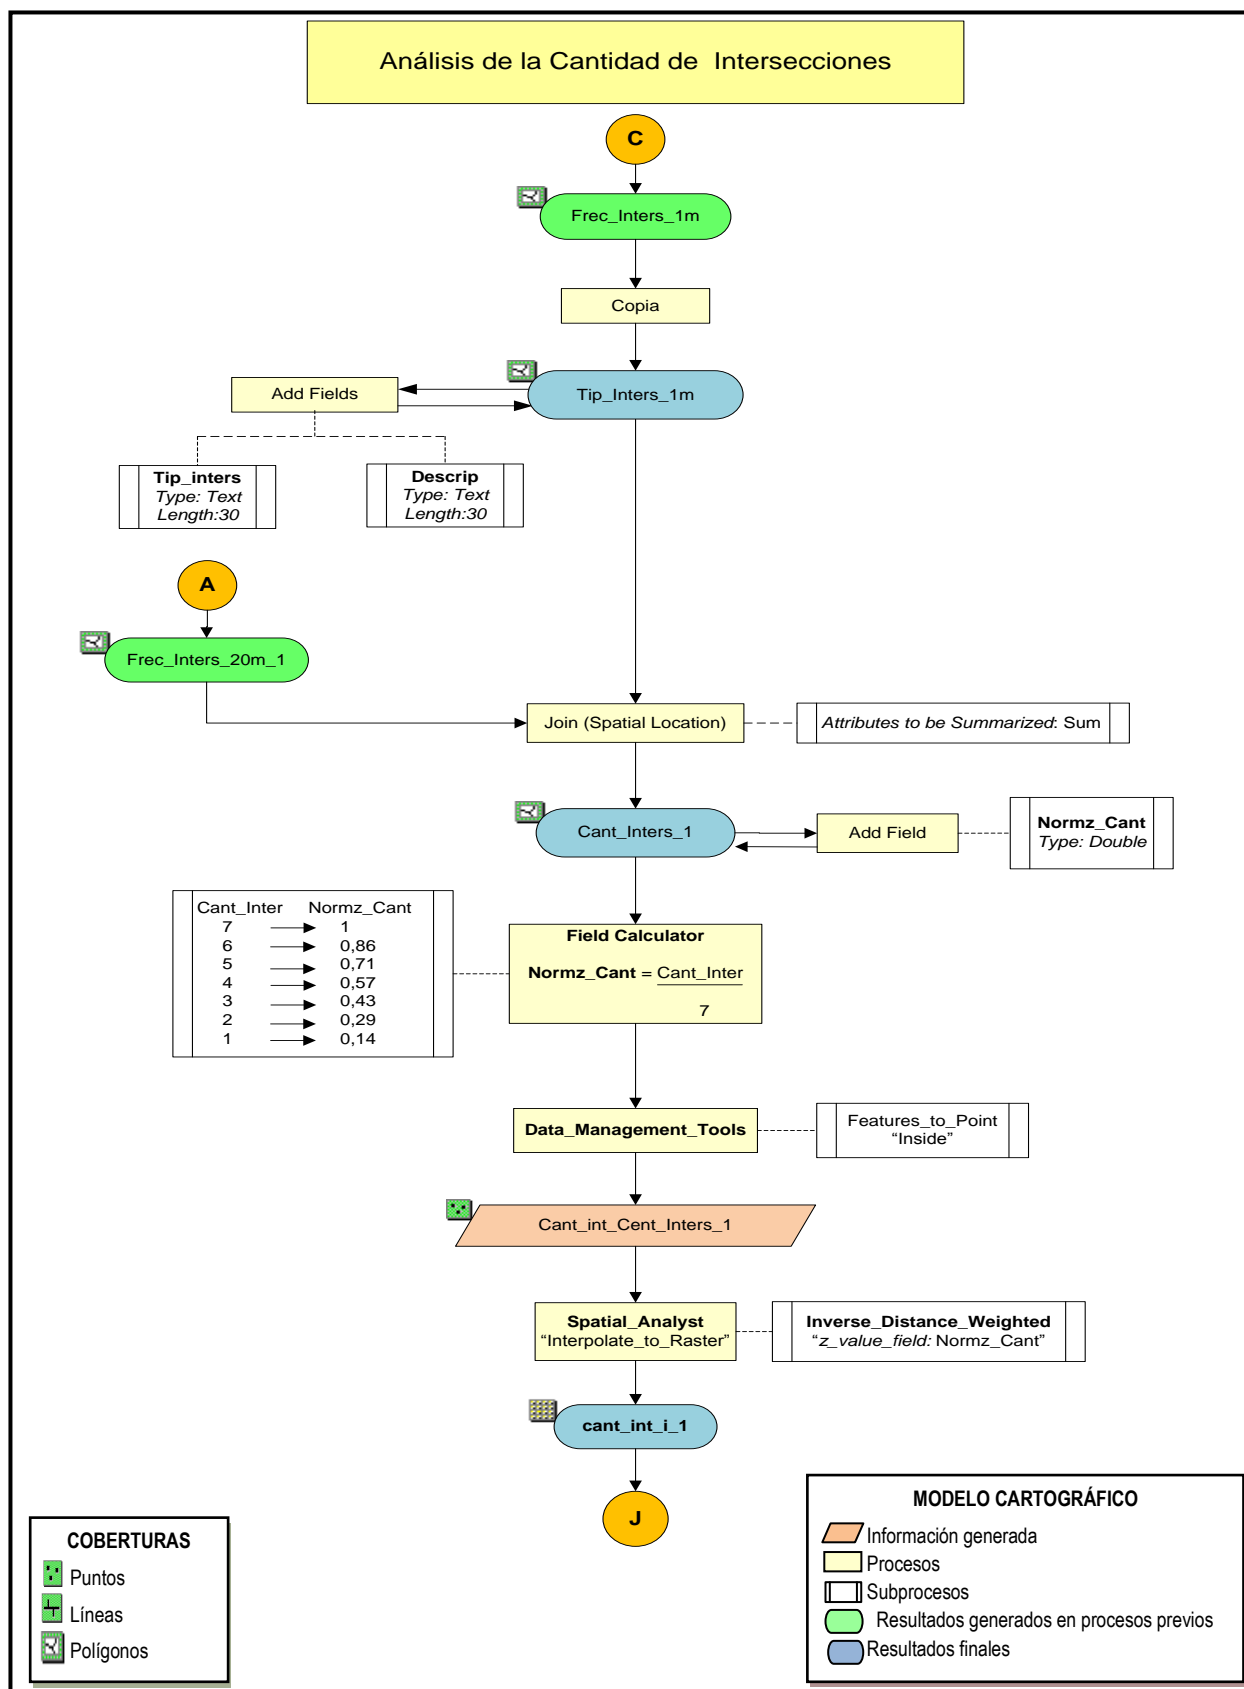 Análisis de la Cantidad de Intersecciones
C
Frec_Inters_1m
Copia
Add Fields
Tip_Inters_1m
Tip_inters
Type: Text
Length:30
Descrip
Type: Text
Length:30
A
Frec_Inters_20m_1
Join (Spatial Location)
Attributes to be Summarized: Sum
Cant_Inters_1
Add Field
Normz_Cant
Type: Double
Cant_Inter Normz_Cant
7 1
6 0,86
5 0,71
4 0,57
3 0,43
2 0,29
1 0,14
Field Calculator
Normz_Cant = Cant_Inter
7
Data_Management_Tools
Features_to_Point
“Inside”
Cant_int_Cent_Inters_1
Spatial_Analyst
“Interpolate_to_Raster”
Inverse_Distance_Weighted
“z_value_field: Normz_Cant”
cant_int_i_1
J
COBERTURAS
Puntos
Líneas
Polígonos
MODELO CARTOGRÁFICO
Información generada
Procesos
Subprocesos
Resultados generados en procesos previos
Resultados finales